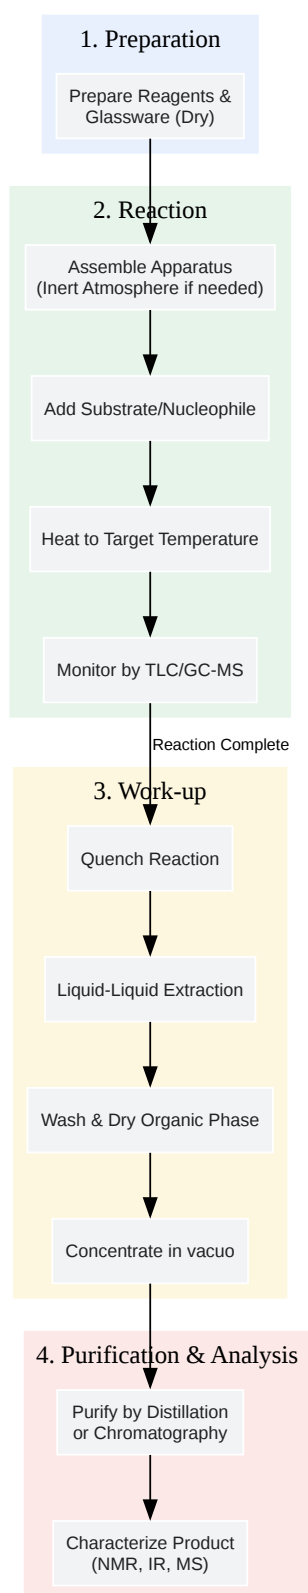 1. Preparation
Prepare Reagents &
Glassware (Dry)
2. Reaction
Assemble Apparatus
(Inert Atmosphere if needed)
Add Substrate/Nucleophile
Heat to Target Temperature
Monitor by TLC/GC-MS
Reaction Complete
3. Work-up
Quench Reaction
Liquid-Liquid Extraction
Wash & Dry Organic Phase
Concentrate in vacuo
4. Purification & Analysis
Purify by Distillation
or Chromatography
Characterize Product
(NMR, IR, MS)